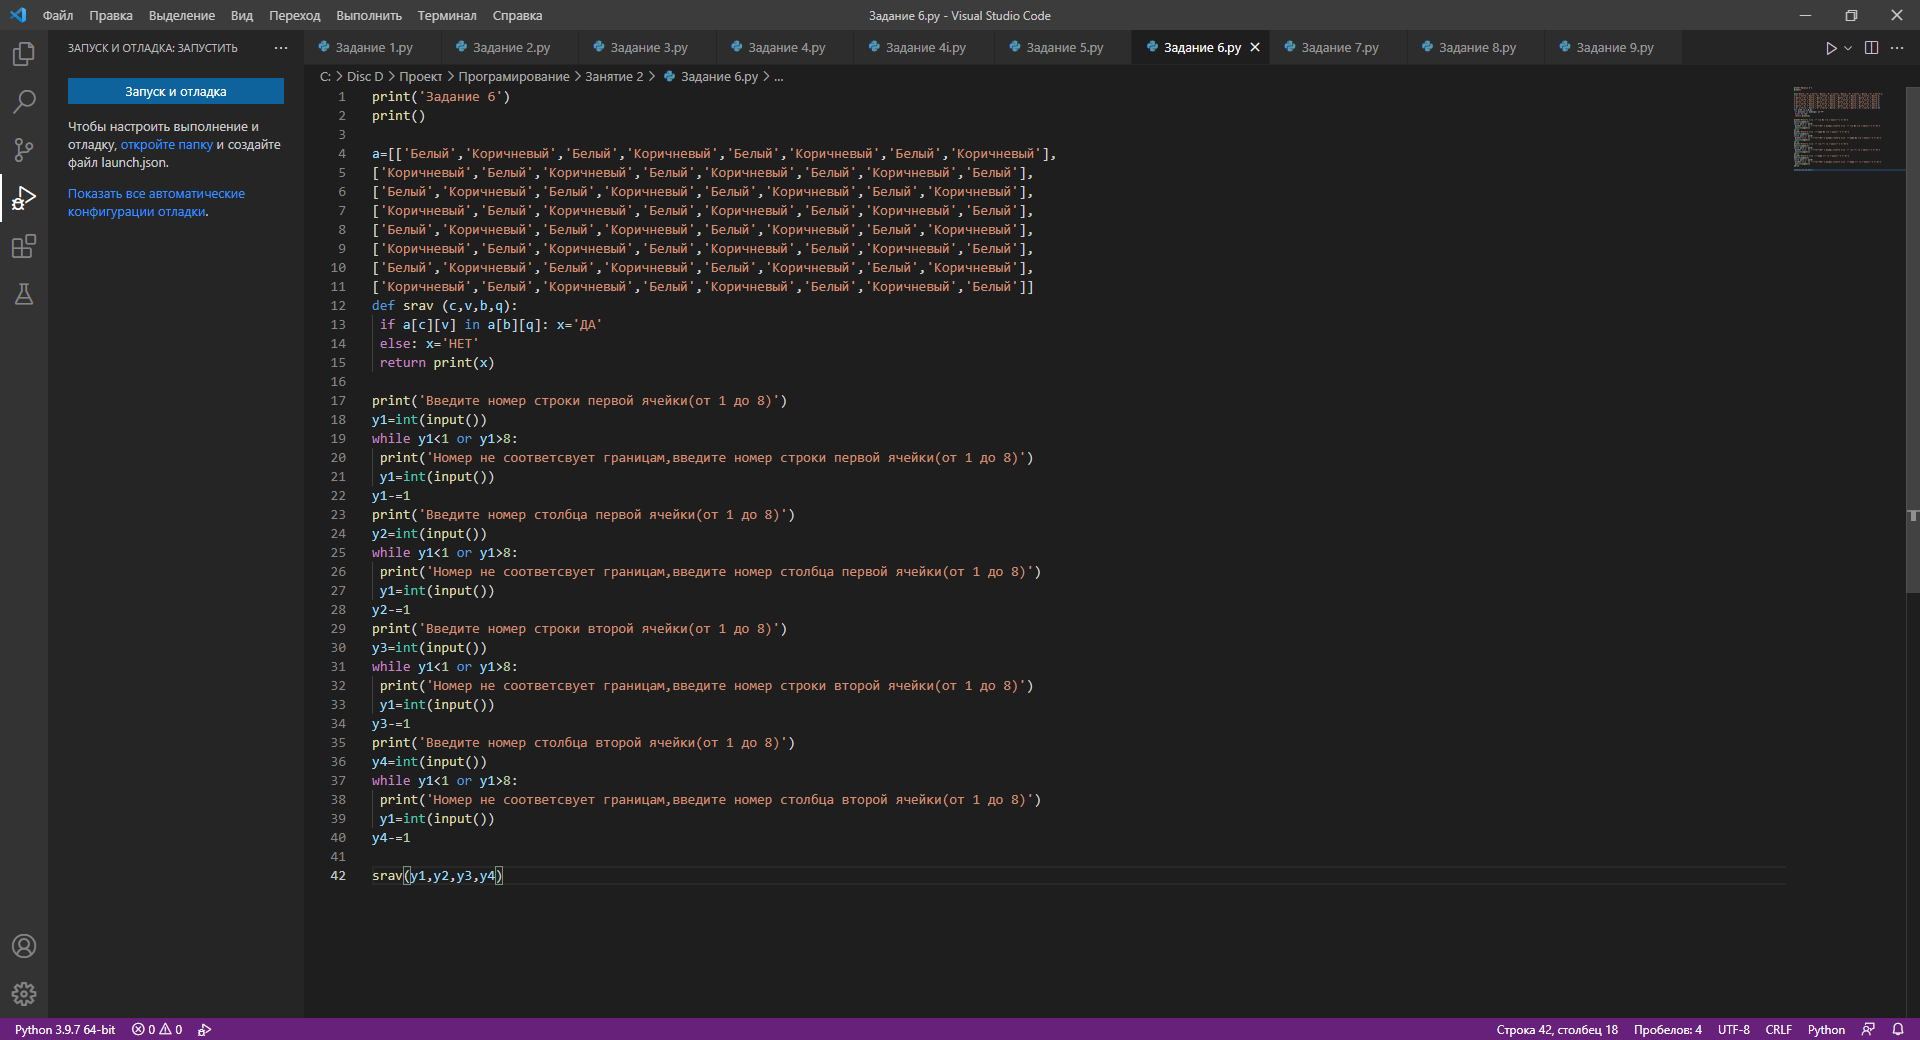 Файл Правка Выделение Вид Переход Выполнить Терминал Справка
Задание 6.py - Visual Studio Code
ЗАПУСК И ОТЛАДКА: ЗАПУСТИТЬ
Запуск и отладка
Чтобы настроить выполнение и
отладку, откройте папку и создайте
файл launch.json.
Показать все автоматические
конфигурации отладки.
Задание 1.py Задание 2.py Задание 3.py Задание 4.py Задание 4i.py Задание 5.py Задание 6.py Задание 7.py Задание 8.py Задание 9.py
C: > Disc D > Проект > Програмирование > Занятие 2 > Задание 6.py > ...
1 print('Задание 6')
2 print()
3
4 a=[['Белый','Коричневый','Белый','Коричневый','Белый','Коричневый','Белый','Коричневый'],
5 ['Коричневый','Белый','Коричневый','Белый','Коричневый','Белый','Коричневый','Белый'],
6 ['Белый','Коричневый','Белый','Коричневый','Белый','Коричневый','Белый','Коричневый'],
7 ['Коричневый','Белый','Коричневый','Белый','Коричневый','Белый','Коричневый','Белый'],
8 ['Белый','Коричневый','Белый','Коричневый','Белый','Коричневый','Белый','Коричневый'],
9 ['Коричневый','Белый','Коричневый','Белый','Коричневый','Белый','Коричневый','Белый'],
10 ['Белый','Коричневый','Белый','Коричневый','Белый','Коричневый','Белый','Коричневый'],
11 ['Коричневый','Белый','Коричневый','Белый','Коричневый','Белый','Коричневый','Белый']]
12 def srav (c,v,b,q):
13 if a[c][v] in a[b][q]: x='ДА'
14 else: x='НЕТ'
15 return print(x)
16
17 print('Введите номер строки первой ячейки(от 1 до 8)')
18 y1=int(input())
19 while y1<1 or y1>8:
20 print('Номер не соответсвует границам,введите номер строки первой ячейки(от 1 до 8)')
21 y1=int(input())
22 y1-=1
23 print('Введите номер столбца первой ячейки(от 1 до 8)')
24 y2=int(input())
25 while y1<1 or y1>8:
26 print('Номер не соответсвует границам,введите номер столбца первой ячейки(от 1 до 8)')
27 y1=int(input())
28 y2-=1
29 print('Введите номер строки второй ячейки(от 1 до 8)')
30 y3=int(input())
31 while y1<1 or y1>8:
32 print('Номер не соответсвует границам,введите номер строки второй ячейки(от 1 до 8)')
33 y1=int(input())
34 y3-=1
35 print('Введите номер столбца второй ячейки(от 1 до 8)')
36 y4=int(input())
37 while y1<1 or y1>8:
38 print('Номер не соответсвует границам,введите номер столбца второй ячейки(от 1 до 8)')
39 y1=int(input())
40 y4-=1
41
42 srav(y1,y2,y3,y4)
Python 3.9.7 64-bit 0 0 Строка 42, столбец 18 Пробелов: 4 UTF-8 CRLF Python